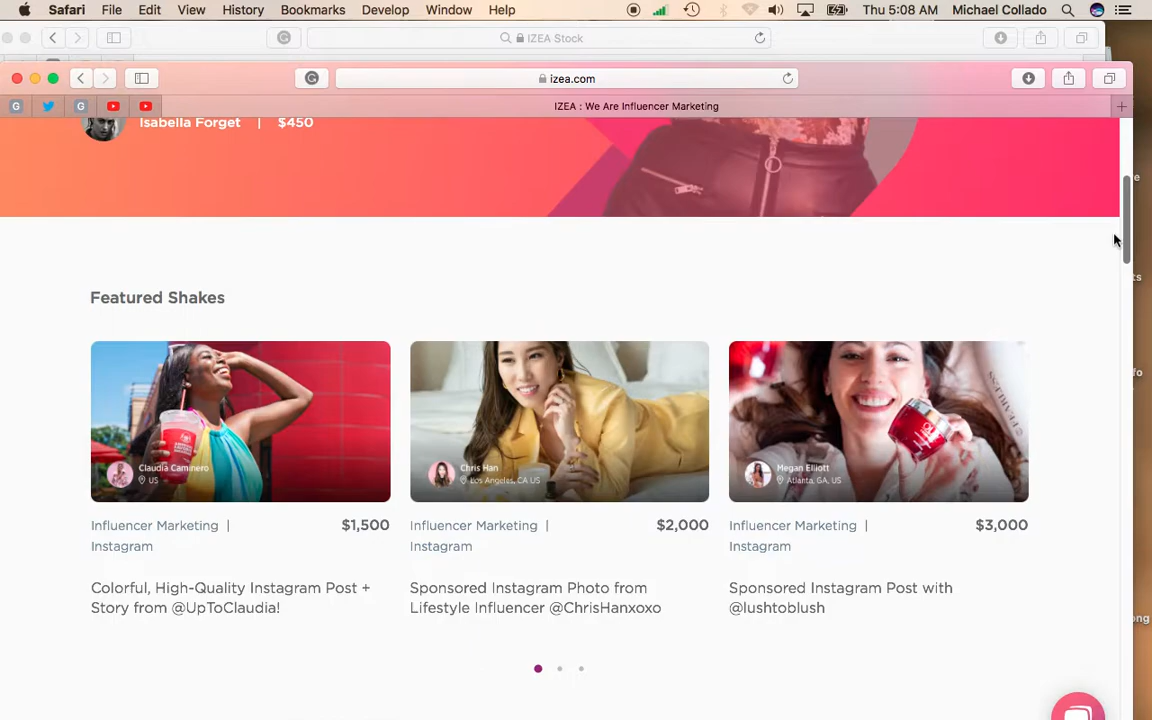 Safari File Edit View History Bookmarks Develop Window Help Thu 5:08 AM Michael Collado
IZEA Stock
izea.com
IZEA : We Are Influencer Marketing
Isabella Forget | $450
Featured Shakes
Claudia Caminero
US
Chris Han
Los Angeles, CA US
Megan Elliott
Atlanta, GA, US
Influencer Marketing | $1,500
Instagram
Influencer Marketing | $2,000
Instagram
Influencer Marketing | $3,000
Instagram
Colorful, High-Quality Instagram Post +
Story from @UpToClaudia!
Sponsored Instagram Photo from
Lifestyle Influencer @ChrisHanxoxo
Sponsored Instagram Post with
@lushtoblush